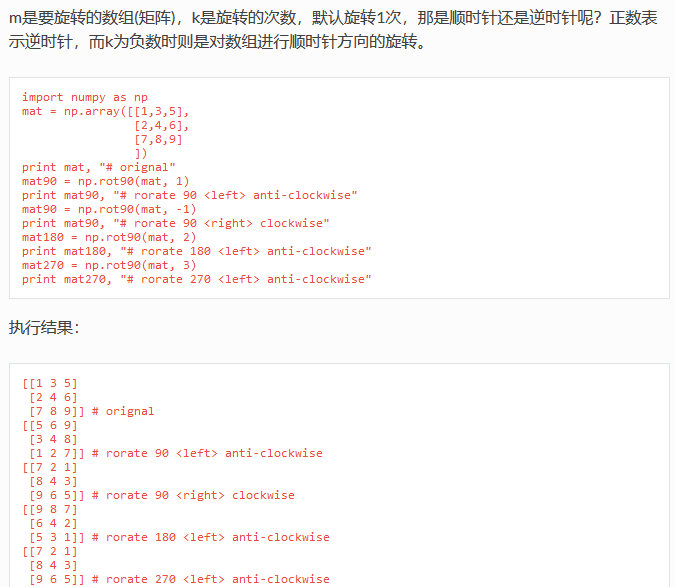 m是要旋转的数组(矩阵)，k是旋转的次数，默认旋转1次，那是顺时针还是逆时针呢？正数表
示逆时针，而k为负数时则是对数组进行顺时针方向的旋转。
import numpy as np
mat = np.array([[1,3,5],
                [2,4,6],
                [7,8,9]
                ])
print mat, "# orignal"
mat90 = np.rot90(mat, 1)
print mat90, "# rorate 90 <left> anti-clockwise"
mat90 = np.rot90(mat, -1)
print mat90, "# rorate 90 <right> clockwise"
mat180 = np.rot90(mat, 2)
print mat180, "# rorate 180 <left> anti-clockwise"
mat270 = np.rot90(mat, 3)
print mat270, "# rorate 270 <left> anti-clockwise"
执行结果：
[[1 3 5]
 [2 4 6]
 [7 8 9]] # orignal
[[5 6 9]
 [3 4 8]
 [1 2 7]] # rorate 90 <left> anti-clockwise
[[7 2 1]
 [8 4 3]
 [9 6 5]] # rorate 90 <right> clockwise
[[9 8 7]
 [6 4 2]
 [5 3 1]] # rorate 180 <left> anti-clockwise
[[7 2 1]
 [8 4 3]
 [9 6 5]] # rorate 270 <left> anti-clockwise